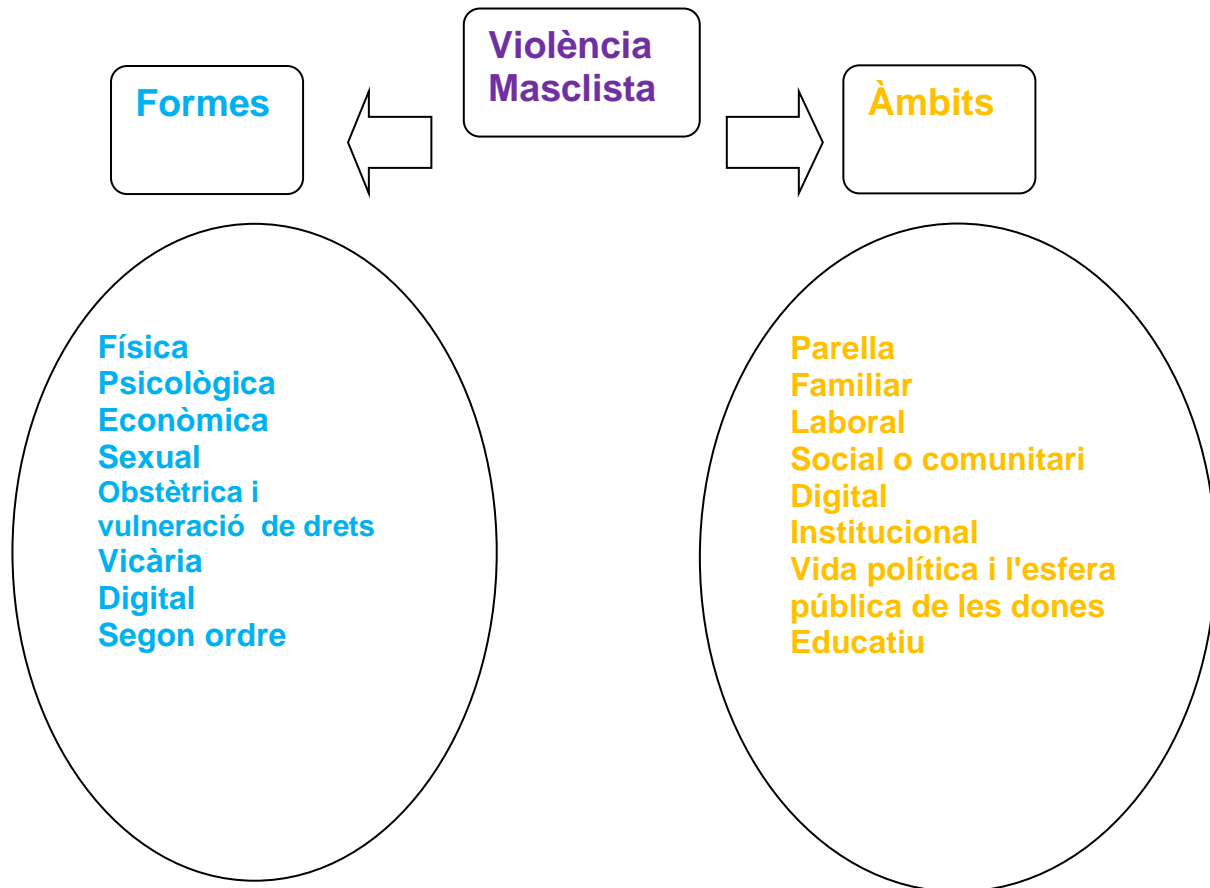 Violència
Masclista
Formes
Àmbits
Física
Psicològica
Econòmica
Sexual
Obstètrica i
vulneració de drets
Vicària
Digital
Segon ordre
Parella
Familiar
Laboral
Social o comunitari
Digital
Institucional
Vida política i l'esfera
pública de les dones
Educatiu